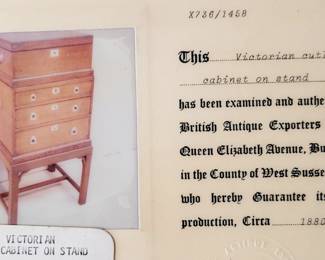 X736/1458
This Victorian cutl
cabinet on stand
has been examined and authe
British Antique Exporters
Queen Elizabeth Avenue, Bu
in the County of West Susse
who hereby Guarantee its
production, Circa 1880
VICTORIAN
CABINET ON STAND